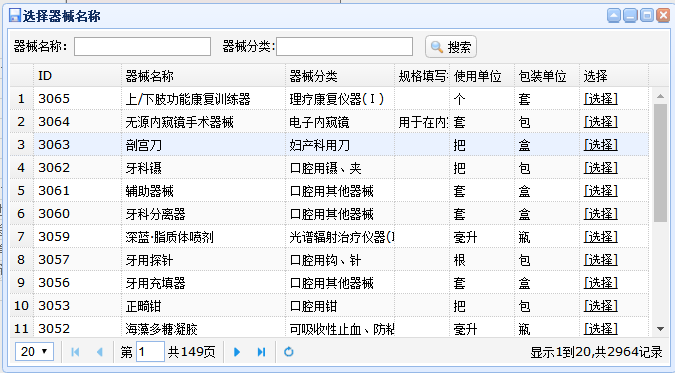 选择器械名称
器械名称： 器械分类: 搜索
ID 器械名称 器械分类 规格填写 使用单位 包装单位 选择
1 3065 上/下肢功能康复训练器 理疗康复仪器(Ⅰ) 个 套 [选择]
2 3064 无源内窥镜手术器械 电子内窥镜 用于在内 套 包 [选择]
3 3063 剖宫刀 妇产科用刀 把 盒 [选择]
4 3062 牙科镊 口腔用镊、夹 把 包 [选择]
5 3061 辅助器械 口腔用其他器械 套 盒 [选择]
6 3060 牙科分离器 口腔用其他器械 套 盒 [选择]
7 3059 深蓝·脂质体喷剂 光谱辐射治疗仪器( 毫升 瓶 [选择]
8 3057 牙用探针 口腔用钩、针 根 包 [选择]
9 3056 牙用充填器 口腔用其他器械 套 盒 [选择]
10 3053 正畸钳 口腔用钳 把 包 [选择]
11 3052 海藻多糖凝胶 可吸收性止血、防粘 毫升 瓶 [选择]
20 第 1 共149页 显示1到20,共2964记录